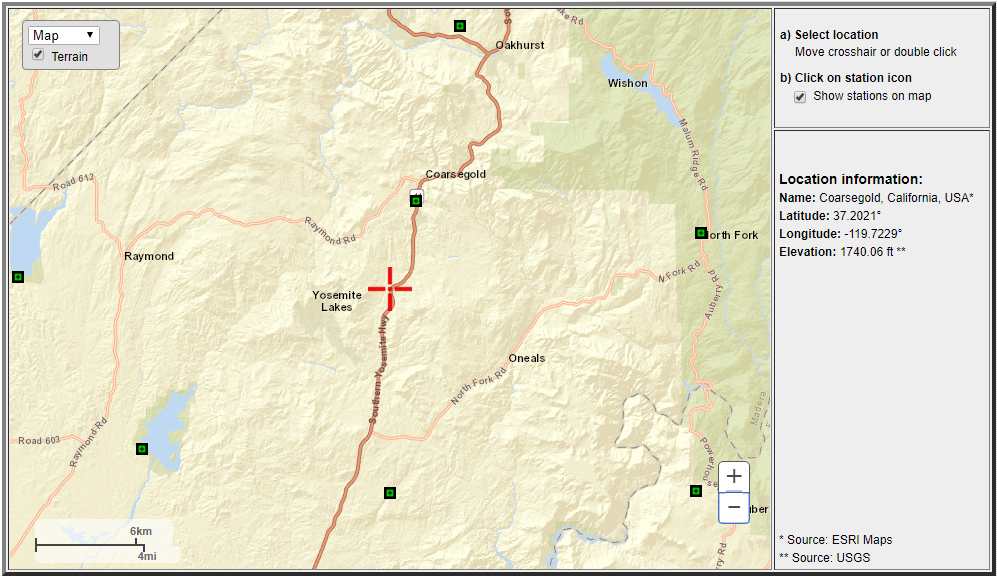 Map
Terrain
Oakhurst
Wishon
Malum Ridge Rd
Coarsegold
Road 613
Raymond Rd
North Fork
Raymond
Yosemite
Lakes
N Fork Rd
Auberry Rd
Southern Yosemite Hwy
Oneals
North Fork Rd
Road 603
Raymond Rd
Madera
Powerhouse
uber
6km
4mi
+
−
a) Select location
Move crosshair or double click
b) Click on station icon
Show stations on map
Location information:
Name: Coarsegold, California, USA*
Latitude: 37.2021°
Longitude: -119.7229°
Elevation: 1740.06 ft **
* Source: ESRI Maps
** Source: USGS